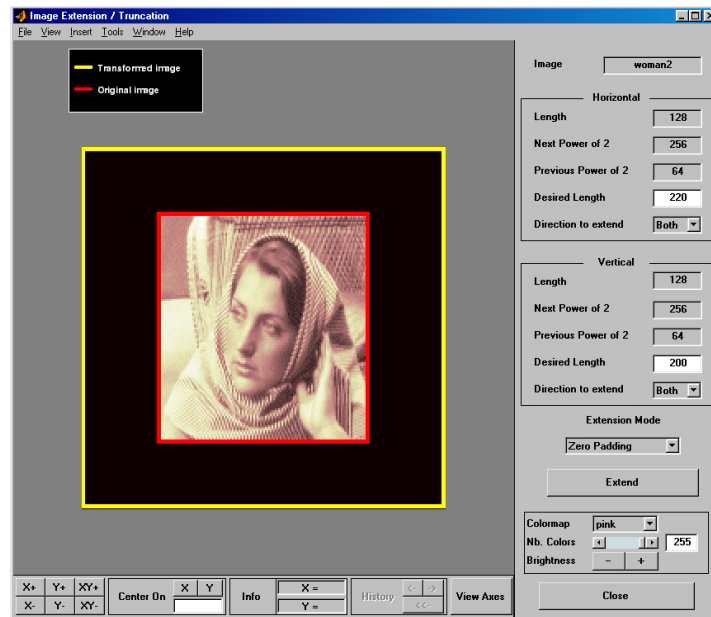 Image Extension / Truncation
File View Insert Tools Window Help
Transformed image
Original image
Image woman2
Horizontal
Length 128
Next Power of 2 256
Previous Power of 2 64
Desired Length 220
Direction to extend Both
Vertical
Length 128
Next Power of 2 256
Previous Power of 2 64
Desired Length 200
Direction to extend Both
Extension Mode
Zero Padding
Extend
Colormap pink
Nb. Colors 255
Brightness - +
X+ Y+ XY+
X- Y- XY-
Center On X Y
Info X =
Y =
History <- ->
<<-
View Axes
Close